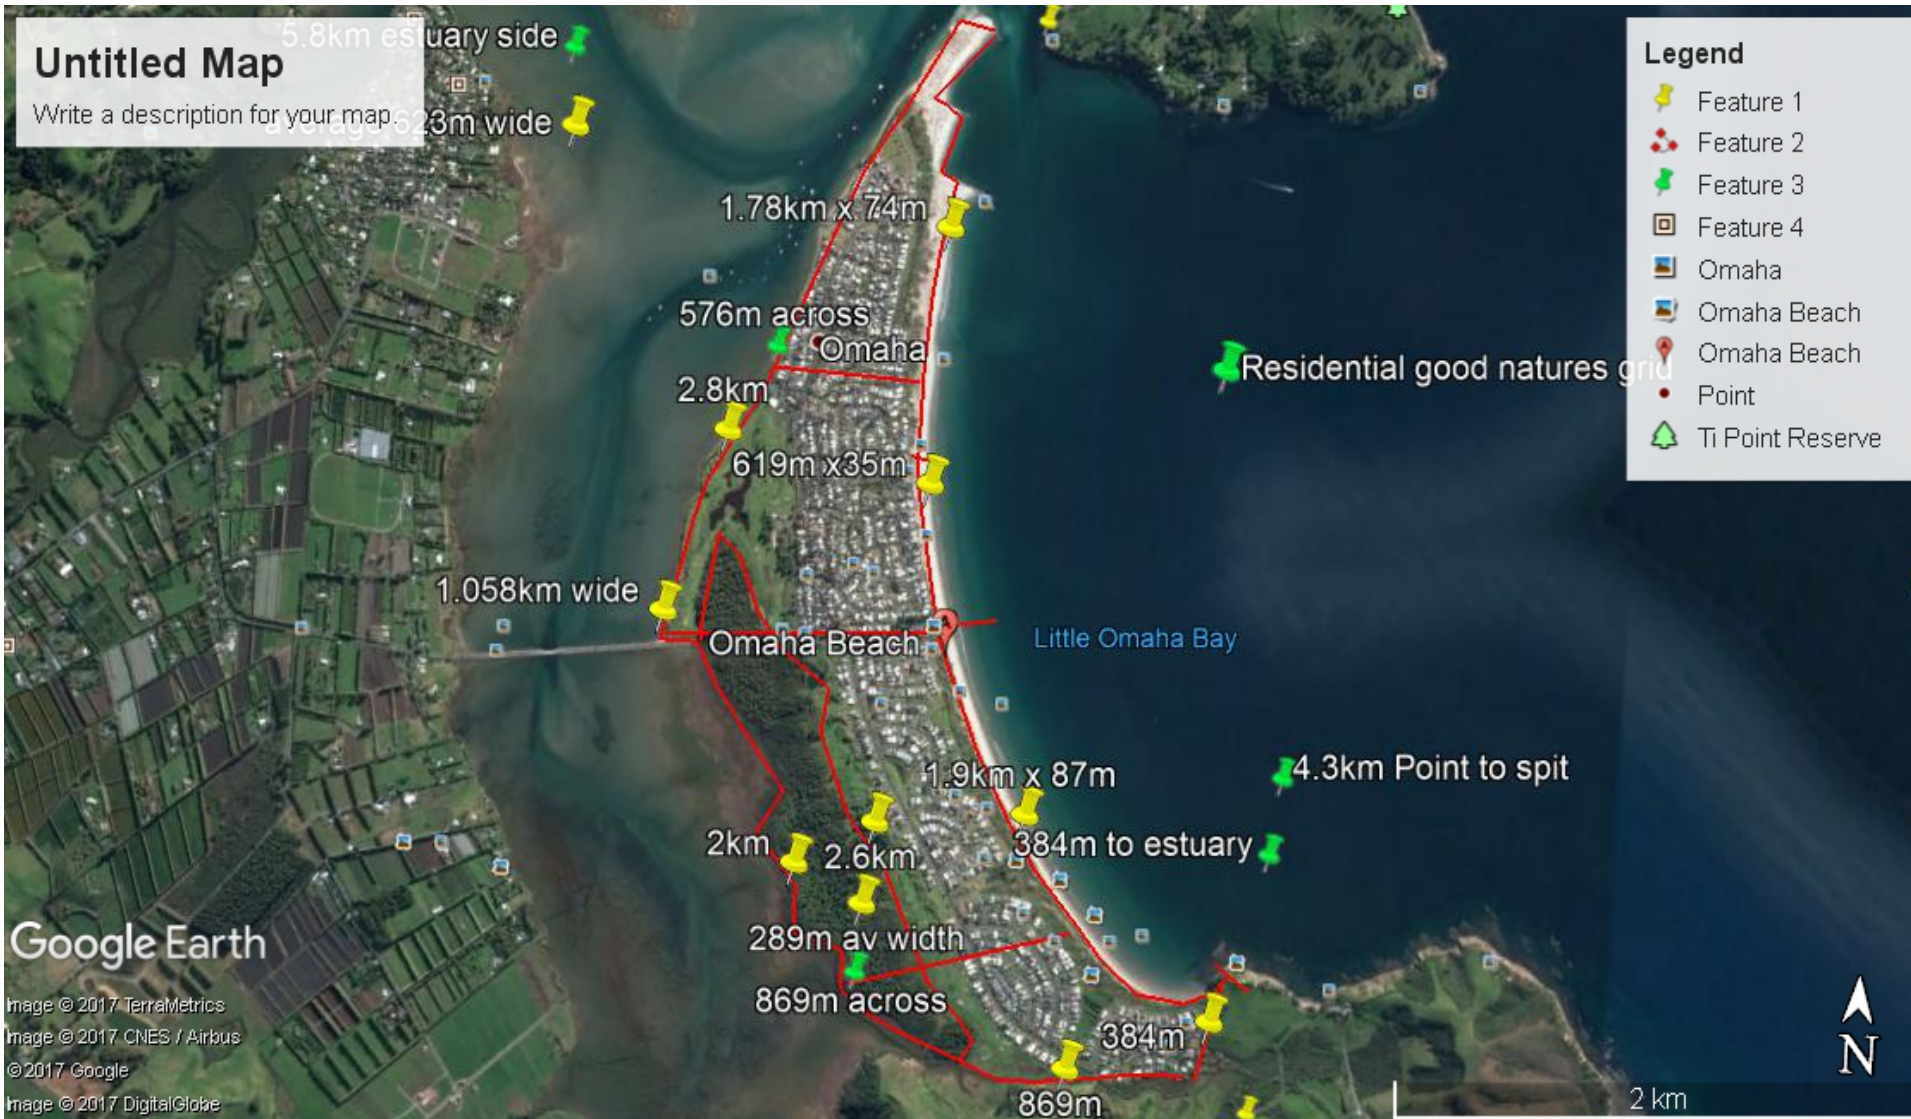 Untitled Map
Write a description for your map.
5.8km estuary side
average 623m wide
Legend
Feature 1
Feature 2
Feature 3
Feature 4
Omaha
Omaha Beach
Omaha Beach
Point
Ti Point Reserve
1.78km x 74m
576m across
Omaha
Residential good natures grid
2.8km
619m x35m
1.058km wide
Omaha Beach
Little Omaha Bay
1.9km x 87m
4.3km Point to spit
2km
2.6km
384m to estuary
289m av width
869m across
384m
869m
Google Earth
Image © 2017 TerraMetrics
Image © 2017 CNES / Airbus
© 2017 Google
Image © 2017 DigitalGlobe
N
2 km